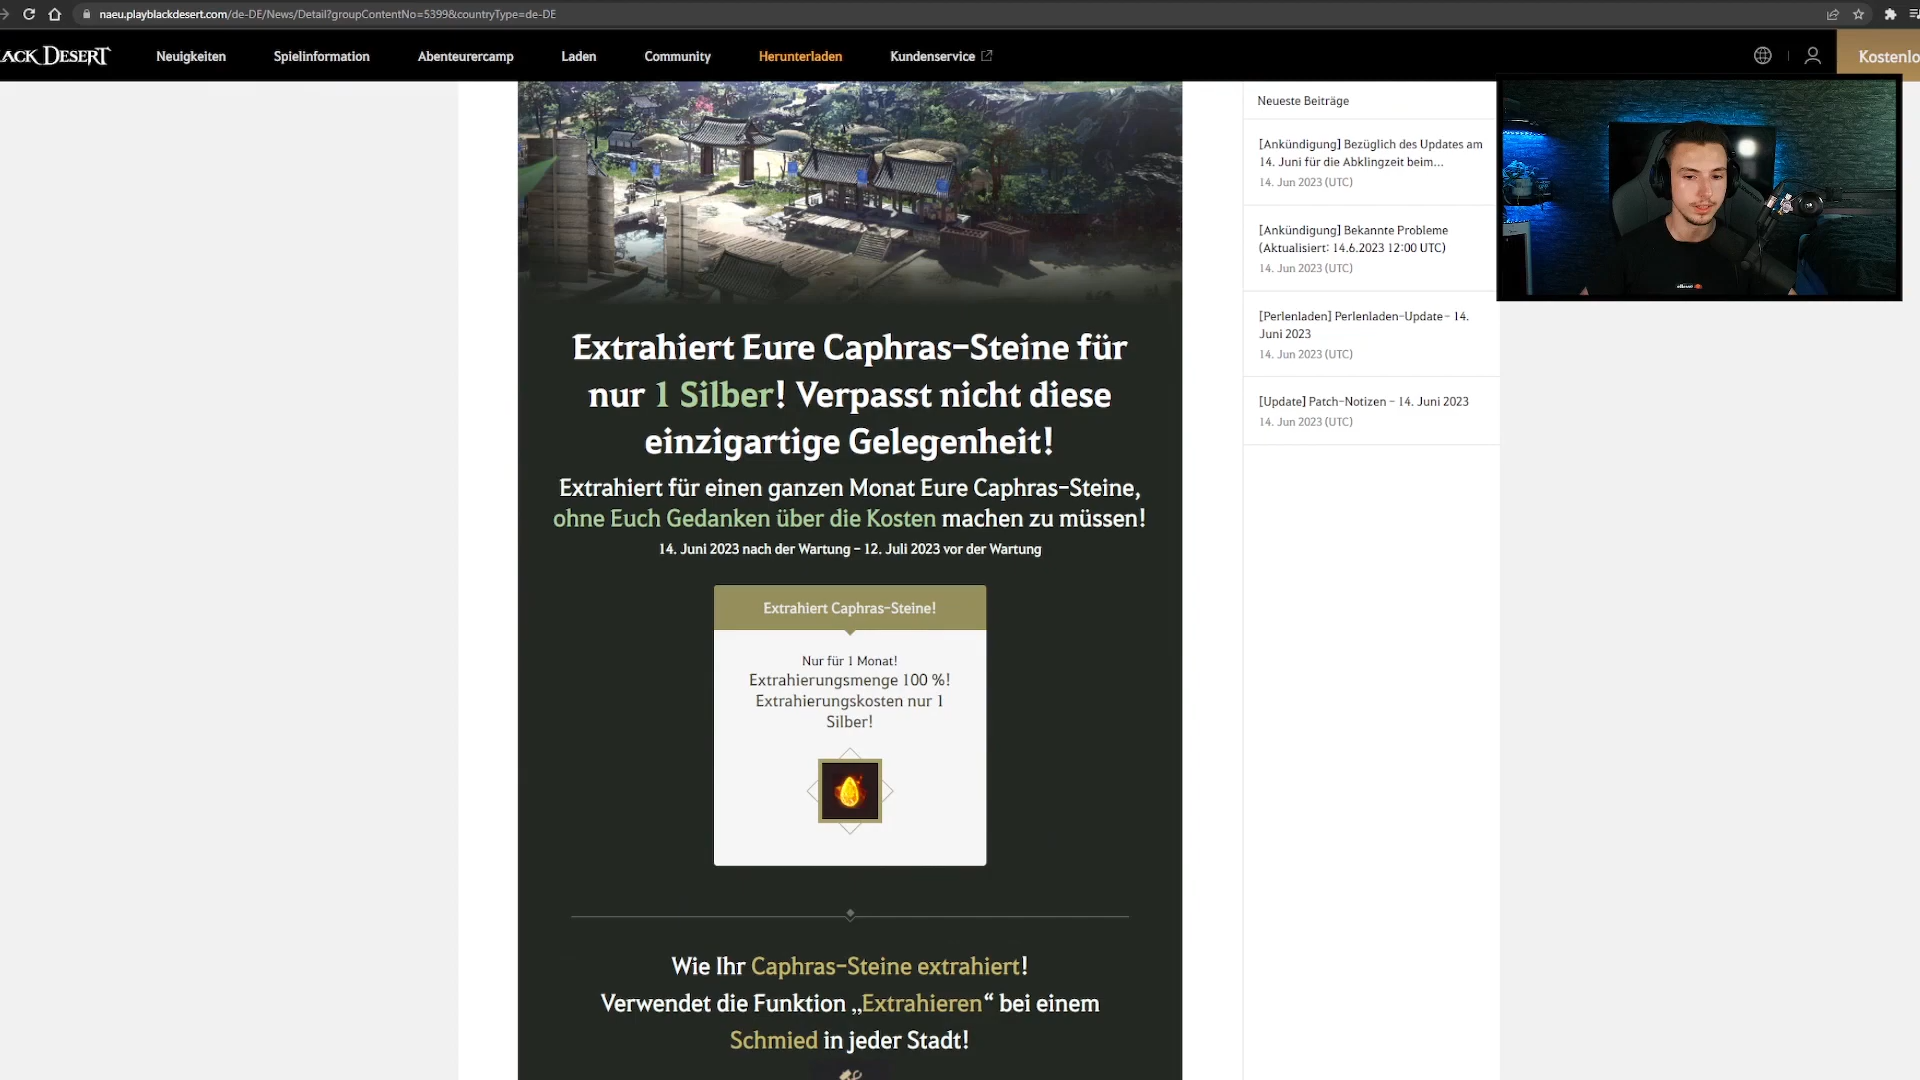 naeu.playblackdesert.com/de-DE/News/Detail?groupContentNo=5399&countryType=de-DE
ACK DESERT
Neuigkeiten
Spielinformation
Abenteurercamp
Laden
Community
Herunterladen
Kundenservice
Kostenlo
Extrahiert Eure Caphras-Steine für
nur 1 Silber! Verpasst nicht diese
einzigartige Gelegenheit!
Extrahiert für einen ganzen Monat Eure Caphras-Steine,
ohne Euch Gedanken über die Kosten machen zu müssen!
14. Juni 2023 nach der Wartung - 12. Juli 2023 vor der Wartung
Extrahiert Caphras-Steine!
Nur für 1 Monat!
Extrahierungsmenge 100 %!
Extrahierungskosten nur 1
Silber!
Wie Ihr Caphras-Steine extrahiert!
Verwendet die Funktion „Extrahieren“ bei einem
Schmied in jeder Stadt!
Neueste Beiträge
[Ankündigung] Bezüglich des Updates am
14. Juni für die Abklingzeit beim...
14. Jun 2023 (UTC)
[Ankündigung] Bekannte Probleme
(Aktualisiert: 14.6.2023 12:00 UTC)
14. Jun 2023 (UTC)
[Perlenladen] Perlenladen-Update- 14.
Juni 2023
14. Jun 2023 (UTC)
[Update] Patch-Notizen - 14. Juni 2023
14. Jun 2023 (UTC)